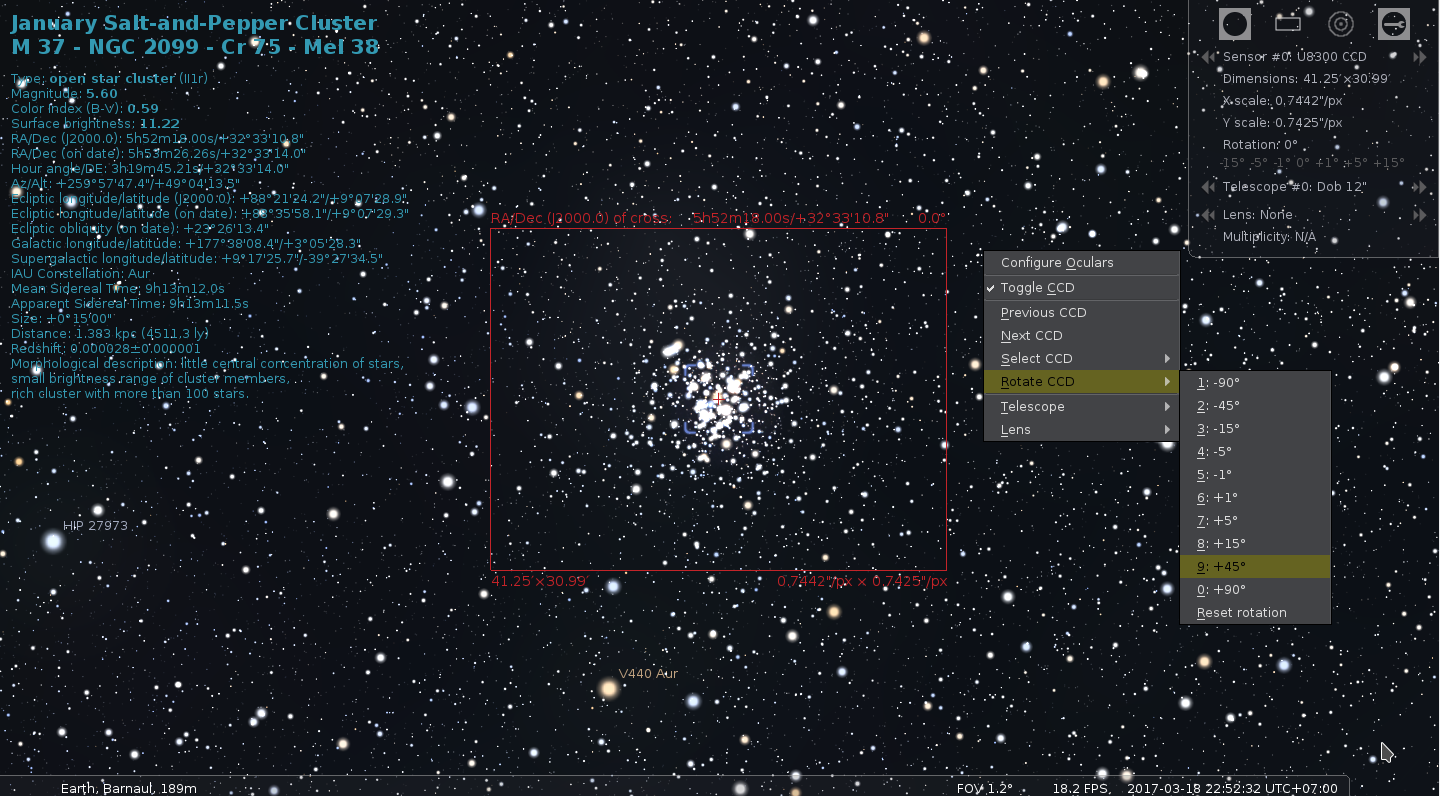 January Salt-and-Pepper Cluster
M 37 - NGC 2099 - Cr 75 - Mel 38
Type: open star cluster (II1r)
Magnitude: 5.60
Color Index (B-V): 0.59
Surface brightness: 11.22
RA/Dec (J2000.0): 5h52m18.00s/+32°33'10.8"
RA/Dec (on date): 5h53m26.26s/+32°33'14.0"
Hour angle/DE: 3h19m45.21s/+32°33'14.0"
Az/Alt: +259°57'47.4"/+49°04'13.5"
Ecliptic longitude/latitude (J2000.0): +88°21'24.2"/+9°07'28.9"
Ecliptic longitude/latitude (on date): +88°35'58.1"/+9°07'29.3"
Ecliptic obliquity (on date): +23°26'13.4"
Galactic longitude/latitude: +177°38'08.4"/+3°05'28.3"
Supergalactic longitude/latitude: +9°17'25.7"/-39°27'34.5"
IAU Constellation: Aur
Mean Sidereal Time: 9h13m12.0s
Apparent Sidereal Time: 9h13m11.5s
Size: +0°15'00"
Distance: 1.383 kpc (4511.3 ly)
Redshift: 0.000028±0.000001
Morphological description: little central concentration of stars,
small brightness range of cluster members,
rich cluster with more than 100 stars.
Sensor #0: U8300 CCD
Dimensions: 41.25'×30.99'
X scale: 0.7442"/px
Y scale: 0.7425"/px
Rotation: 0°
-15° -5° -1° 0° +1° +5° +15°
Telescope #0: Dob 12"
Lens: None
Multiplicity: N/A
RA/Dec (J2000.0) of cross: 5h52m18.00s/+32°33'10.8" 0.0°
41.25'×30.99' 0.7442"/px × 0.7425"/px
Configure Oculars
Toggle CCD
Previous CCD
Next CCD
Select CCD
Rotate CCD
Telescope
Lens
1: -90°
2: -45°
3: -15°
4: -5°
5: -1°
6: +1°
7: +5°
8: +15°
9: +45°
0: +90°
Reset rotation
HIP 27973
V440 Aur
Earth, Barnaul, 189m FOV 1.2° 18.2 FPS, 2017-03-18 22:52:32 UTC+07:00